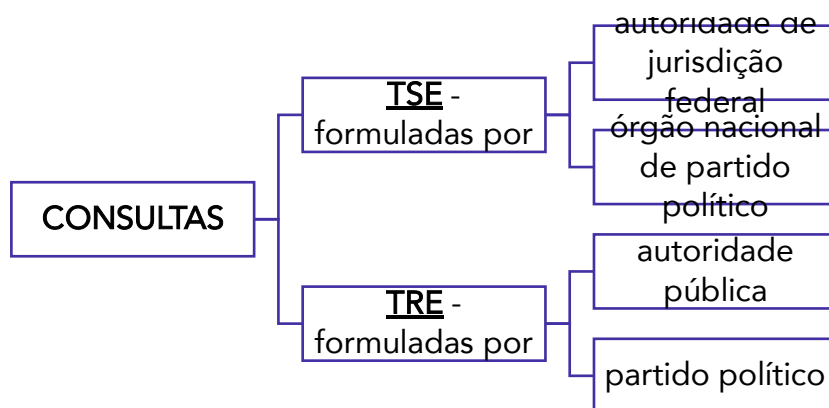 CONSULTAS
TSE -
formuladas por
autoridade de
jurisdição
federal
órgão nacional
de partido
político
TRE -
formuladas por
autoridade
pública
partido político